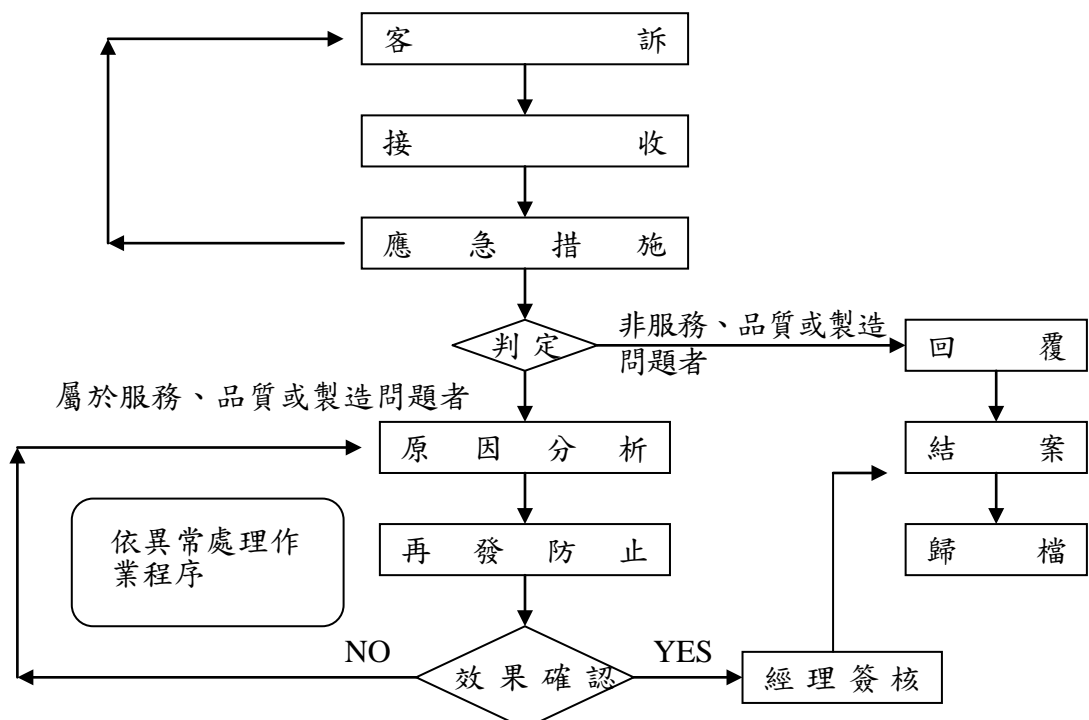 客訴
接收
應急措施
判定
非服務、品質或製造
問題者
回覆
屬於服務、品質或製造問題者
原因分析
結案
依異常處理作
業程序
再發防止
歸檔
NO
效果確認
YES
經理簽核